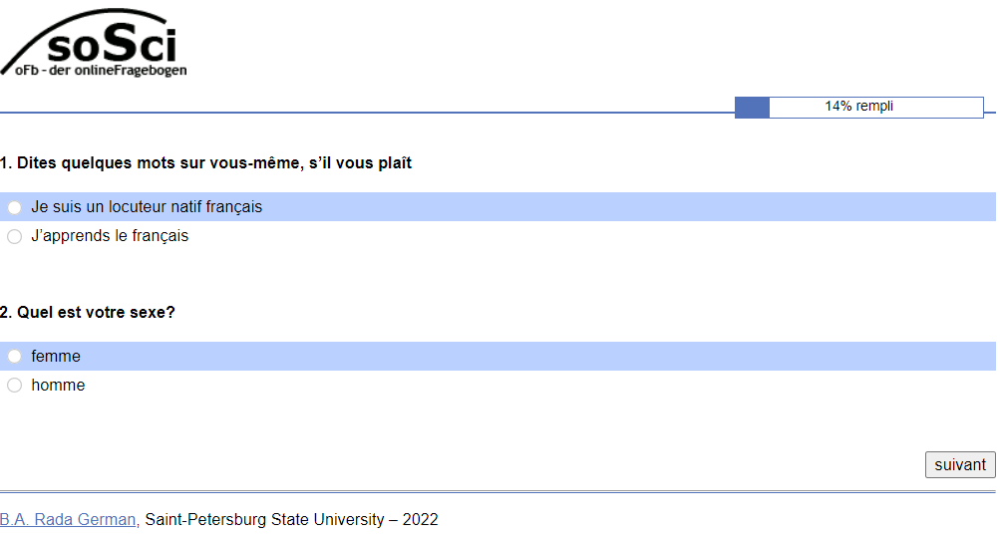 soSci
oFb - der onlineFragebogen
14% rempli
1. Dites quelques mots sur vous-même, s’il vous plaît
Je suis un locuteur natif français
J’apprends le français
2. Quel est votre sexe?
femme
homme
suivant
B.A. Rada German, Saint-Petersburg State University – 2022